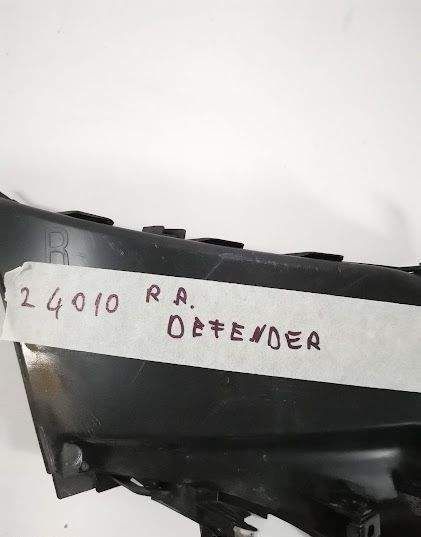 R
24010 R A.
DEFENDER